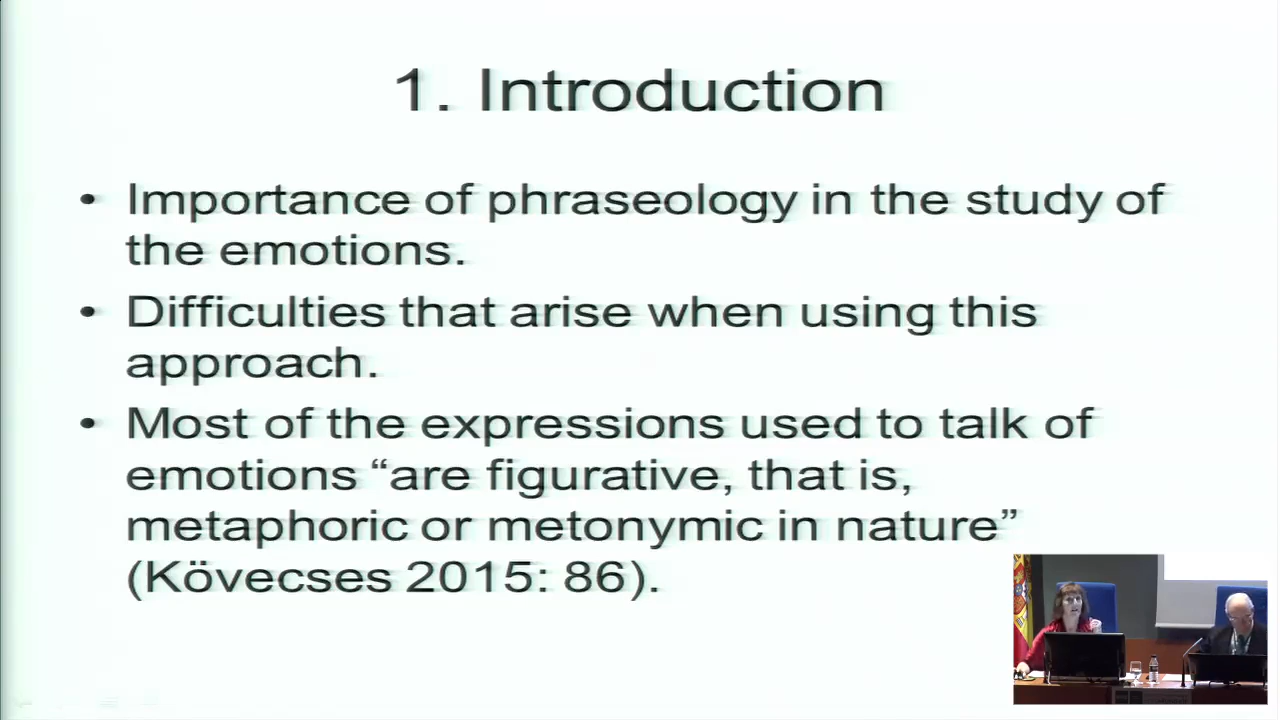 1. Introduction
• Importance of phraseology in the study of
the emotions.
• Difficulties that arise when using this
approach.
• Most of the expressions used to talk of
emotions “are figurative, that is,
metaphoric or metonymic in nature”
(Kövecses 2015: 86).